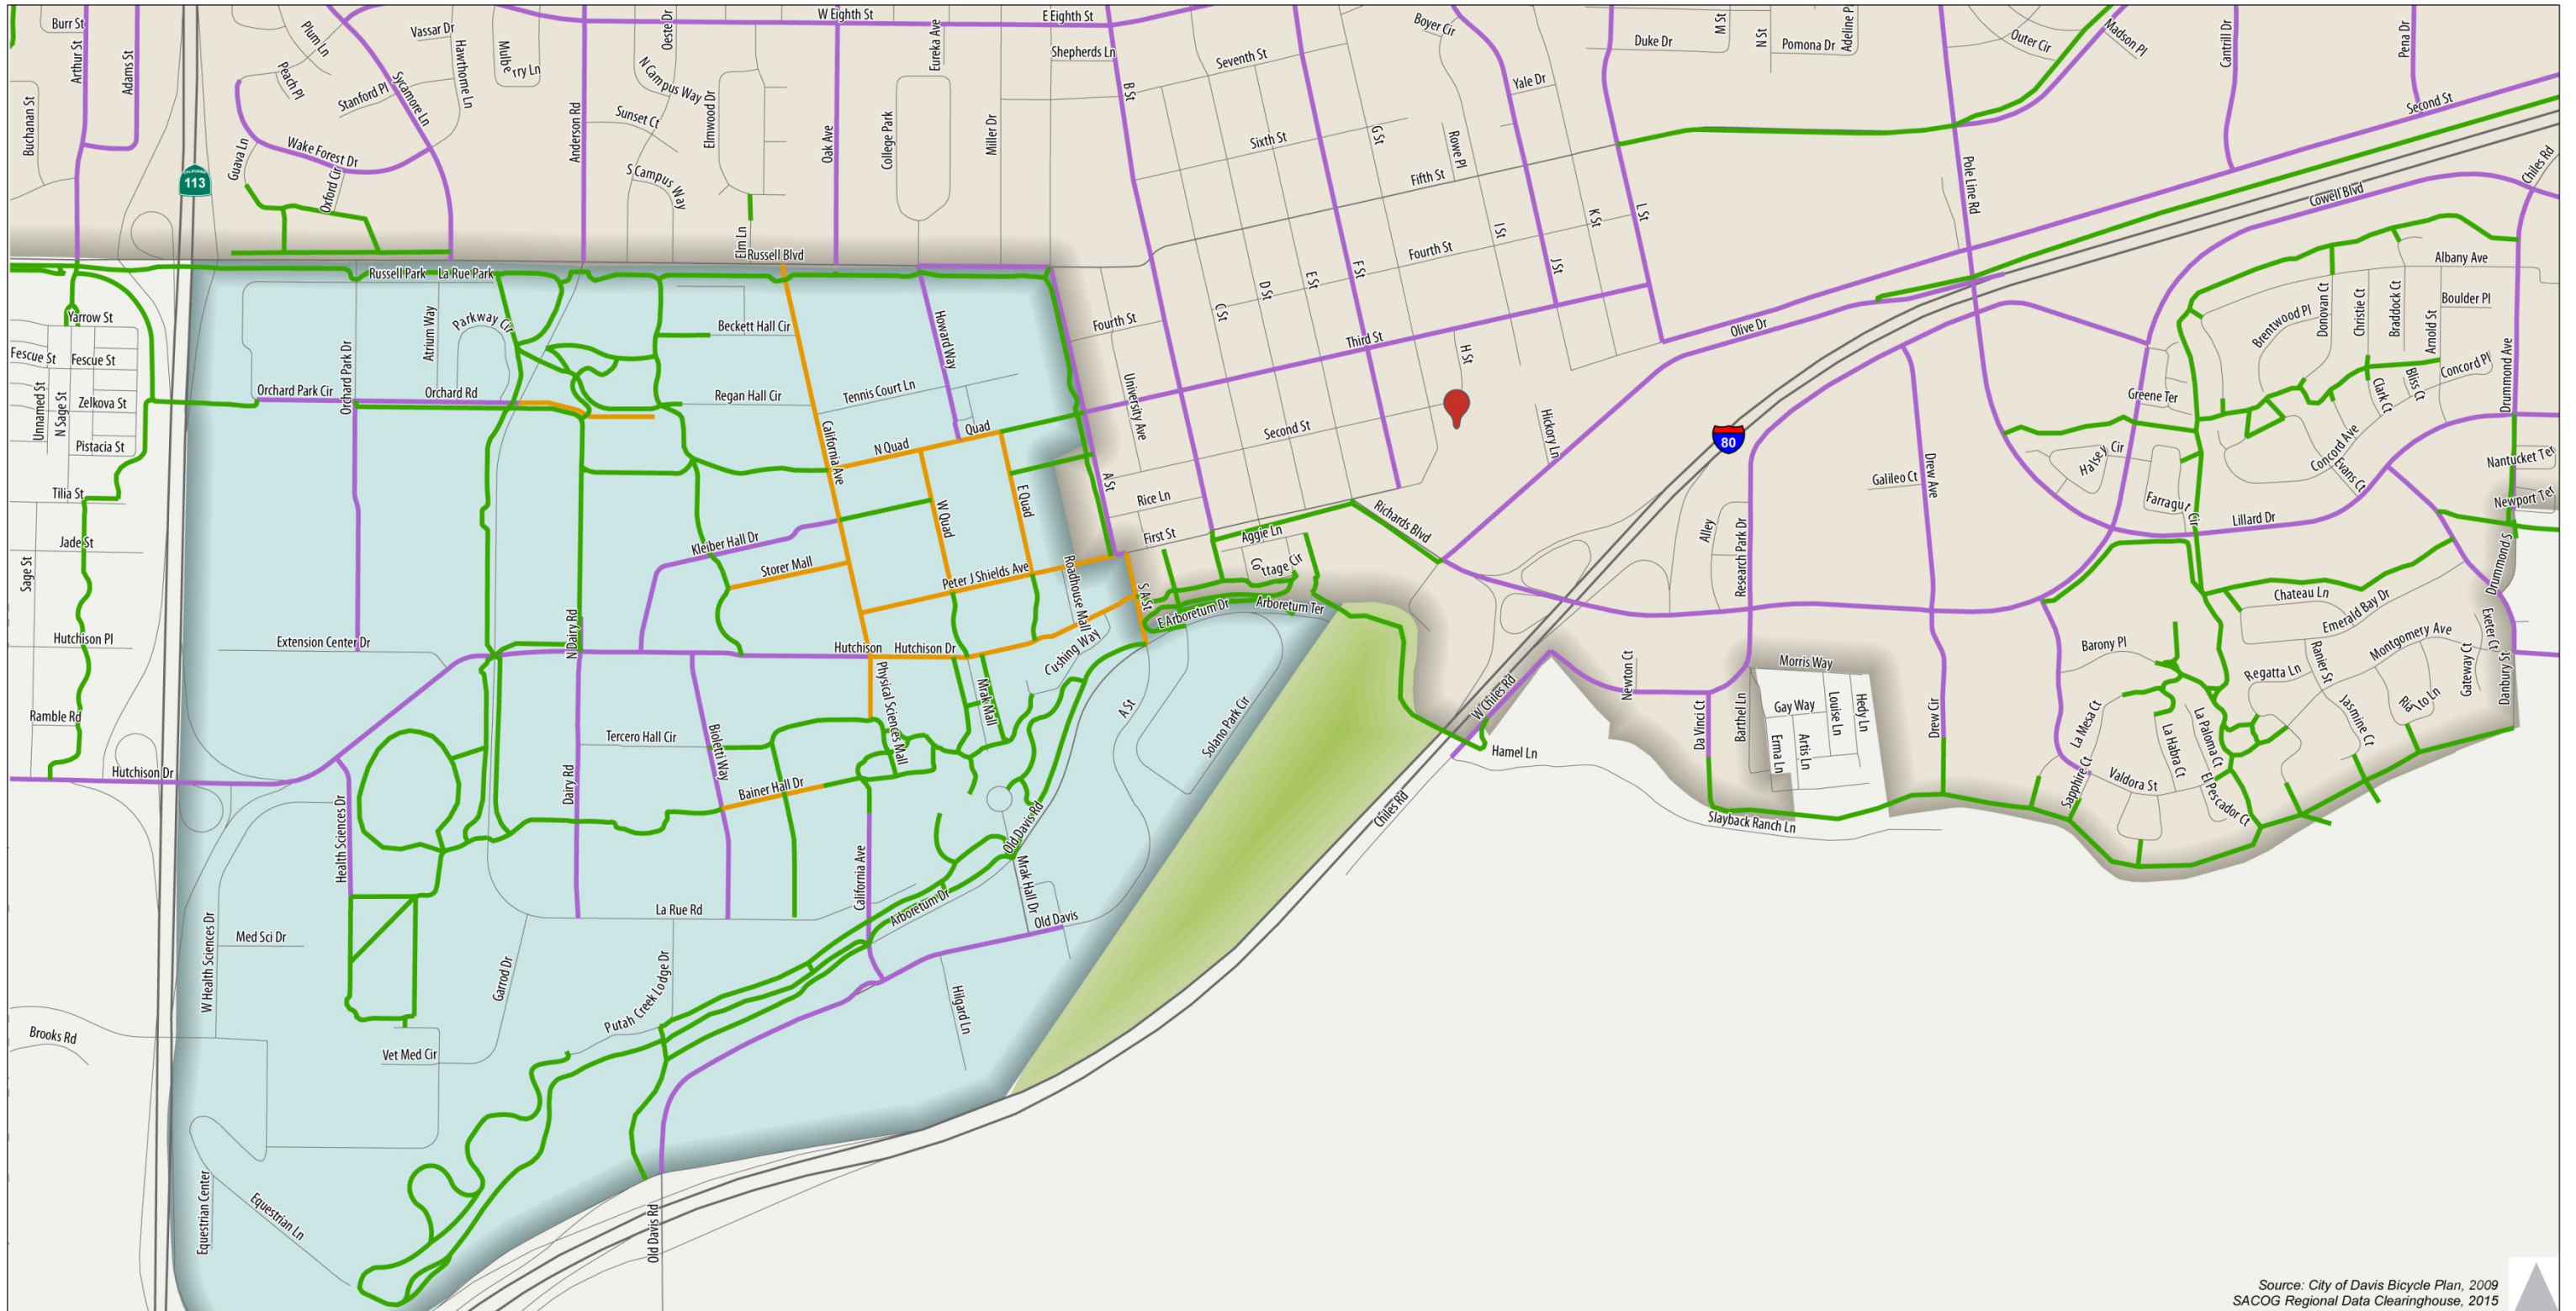 Burr St
Arthur St
Adams St
Buchanan St
Plum Ln
Vassar Dr
Hawthorne Ln
Mulbe
rry Ln
Peach Pl
Stanford Pl
Sycamore Ln
Guava Ln
Wake Forest Dr
Oxford Cir
CALIFORNIA
113
Oeste Dr
Anderson Rd
N Campus Way
Sunset Ct
S Campus Way
Elmwood Dr
Elm Ln
W Eighth St
Oak Ave
College Park
Eureka Ave
Miller Dr
E Eighth St
Shepherds Ln
B St
Seventh St
Sixth St
Fifth St
Fourth St
Boyer Cir
G St
Rowe Pl
Yale Dr
I St
J St
K St
L St
Duke Dr
M St
N St
Pomona Dr
Adeline Pl
Outer Cir
Madson Pl
Cantrill Dr
Pena Dr
Second St
Pole Line Rd
Cowell Blvd
Chiles Rd
Russell Blvd
Russell Park
La Rue Park
Yarrow St
Fescue St
Fescue St
Unnamed St
N Sage St
Zelkova St
Pistacia St
Tilia St
Jade St
Sage St
Hutchison Pl
Ramble Rd
Hutchison Dr
Orchard Park Cir
Orchard Park Dr
Atrium Way
Parkway Cir
Orchard Rd
Beckett Hall Cir
Regan Hall Cir
California Ave
Howard Way
Tennis Court Ln
N Quad
Quad
W Quad
E Quad
Kleiber Hall Dr
Storer Mall
Peter J Shields Ave
Roadhouse Mall
Hutchison
Hutchison Dr
Cushing Way
Extension Center Dr
N Dairy Rd
Dairy Rd
Tercero Hall Cir
Bioletti Way
Bainer Hall Dr
Physical Sciences Mall
Mrak Mall
Old Davis Rd
Mrak Hall Dr
Old Davis
Arboretum Dr
California Ave
La Rue Rd
Health Sciences Dr
W Health Sciences Dr
Med Sci Dr
Garrod Dr
Putah Creek Lodge Dr
Vet Med Cir
Hilgard Ln
Brooks Rd
Equestrian Center
Equestrian Ln
Old Davis Rd
Fourth St
University Ave
A St
Rice Ln
First St
S A St
C St
D St
E St
F St
Third St
Second St
H St
Hickory Ln
Richards Blvd
Aggie Ln
Co
ttage Cir
E Arboretum Dr
Arboretum Ter
A St
Solano Park Cir
Olive Dr
80
W Chiles Rd
Chiles Rd
Hamel Ln
Alley
Research Park Dr
Galileo Ct
Drew Ave
Newton Ct
Da Vinci Ct
Barthel Ln
Morris Way
Gay Way
Erma Ln
Artis Ln
Louise Ln
Hedy Ln
Drew Cir
Slayback Ranch Ln
Albany Ave
Boulder Pl
Brentwood Pl
Donovan Ct
Christie Ct
Braddock Ct
Arnold St
Concord Pl
Drummond Ave
Greene Ter
Clark Ct
Bliss Ct
Halsey Cir
Concord Ave
Evans Ct
Farragut Cir
Lillard Dr
Nantucket Ter
Newport Ter
Drummond S
Chateau Ln
Emerald Bay Dr
Barony Pl
Montgomery Ave
Exeter Ct
Regatta Ln
Ranier St
Gateway Ct
Danbury St
Ria
lto Ln
Jasmine Ct
La Mesa Ct
La Paloma Ct
La Habra Ct
Sapphire Ct
Valdora St
El Pescador Ct
Source: City of Davis Bicycle Plan, 2009
SACOG Regional Data Clearinghouse, 2015